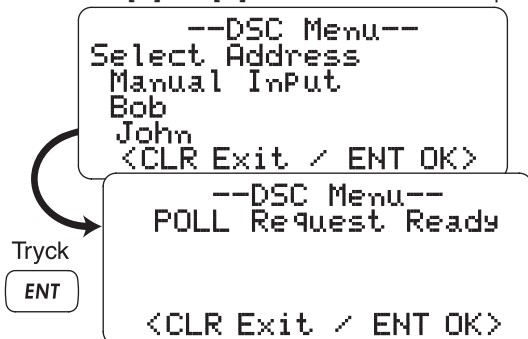 --DSC Menu--
Select Address
Manual InPut
Bob
John
<CLR Exit / ENT OK>
--DSC Menu--
POLL Request Ready
Tryck
ENT
<CLR Exit / ENT OK>